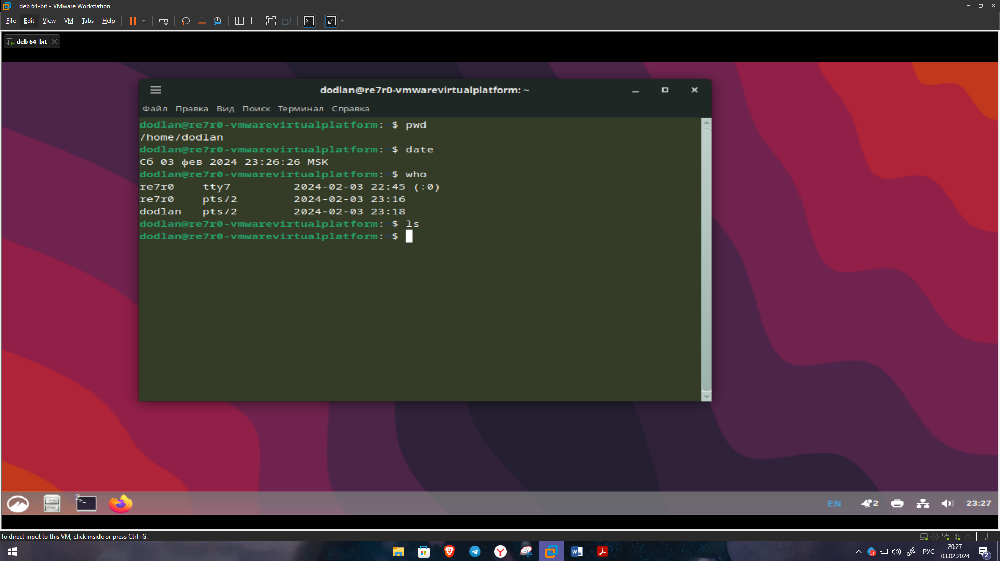 deb 64-bit - VMware Workstation
File Edit View VM Tabs Help
deb 64-bit
dodlan@re7r0-vmwarevirtualplatform: ~
Файл Правка Вид Поиск Терминал Справка
dodlan@re7r0-vmwarevirtualplatform:~$ pwd
/home/dodlan
dodlan@re7r0-vmwarevirtualplatform:~$ date
Сб 03 фев 2024 23:26:26 MSK
dodlan@re7r0-vmwarevirtualplatform:~$ who
re7r0    tty7         2024-02-03 22:45 (:0)
re7r0    pts/2        2024-02-03 23:16
dodlan   pts/2        2024-02-03 23:18
dodlan@re7r0-vmwarevirtualplatform:~$ ls
dodlan@re7r0-vmwarevirtualplatform:~$
2
EN 2 23:27
To direct input to this VM, click inside or press Ctrl+G.
РУС 20:27
03.02.2024 2